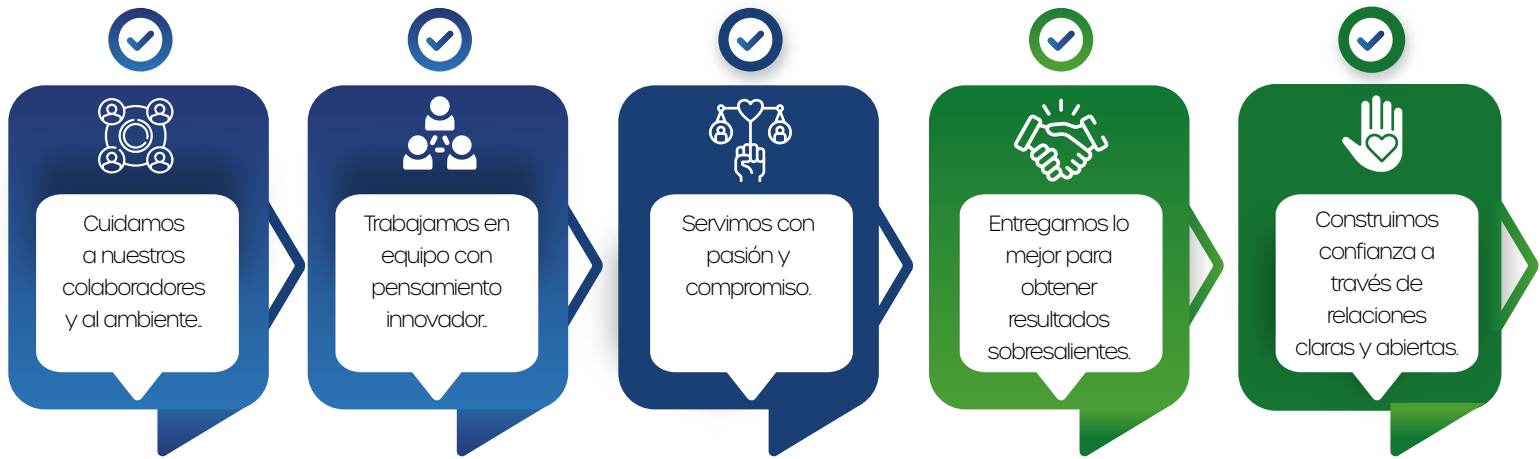 Cuidamos
a nuestros
colaboradores
y al ambiente..
Trabajamos en
equipo con
pensamiento
innovador..
Servimos con
pasión y
compromiso.
Entregamos lo
mejor para
obtener
resultados
sobresalientes.
Construimos
confianza a
través de
relaciones
claras y abiertas.